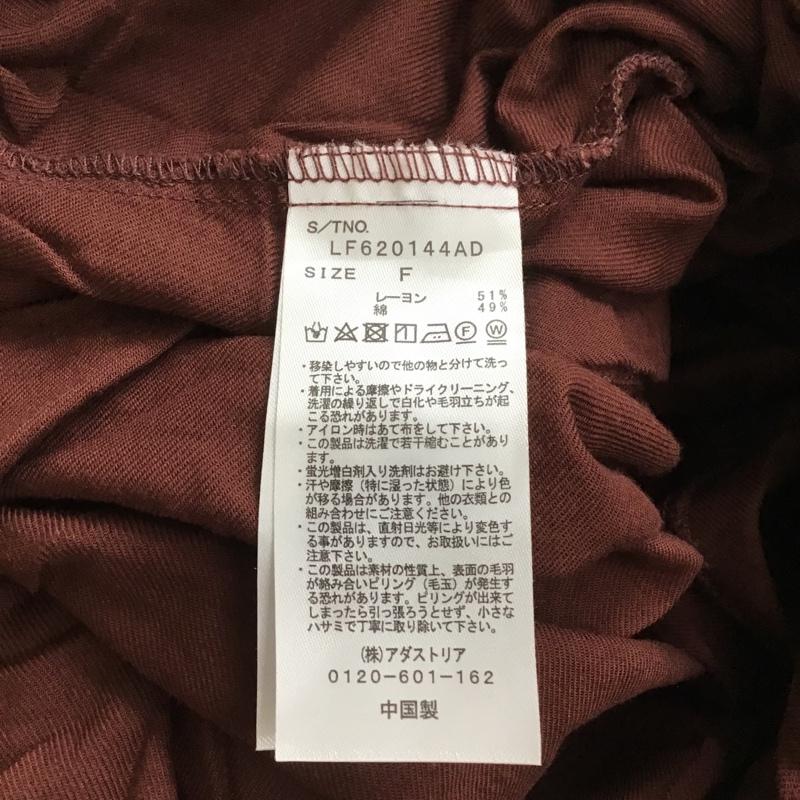 S/TNO.
LF620144AD
SIZE F
レーヨン 51%
綿 49%
・移染しやすいので他の物と分けて洗っ
て下さい。
・着用による摩擦やドライクリーニング、
洗濯の繰り返しで白化や毛羽立ちが起
こる恐れがあります。
・アイロン時はあて布をして下さい。
・この製品は洗濯で若干縮むことがあり
ます。
・蛍光増白剤入り洗剤はお避け下さい。
・汗や摩擦（特に湿った状態）により色
が移る場合があります。他の衣類との
組み合わせにご注意ください。
・この製品は、直射日光等により変色す
る事がありますので、お取扱いにはご
注意下さい。
・この製品は素材の性質上、表面の毛羽
が絡み合いピリング（毛玉）が発生す
る恐れがあります。ピリングが出来て
しまったら引っ張ろうとせず、小さな
ハサミで丁寧に取り除いて下さい。
(株)アダストリア
0120-601-162
中国製